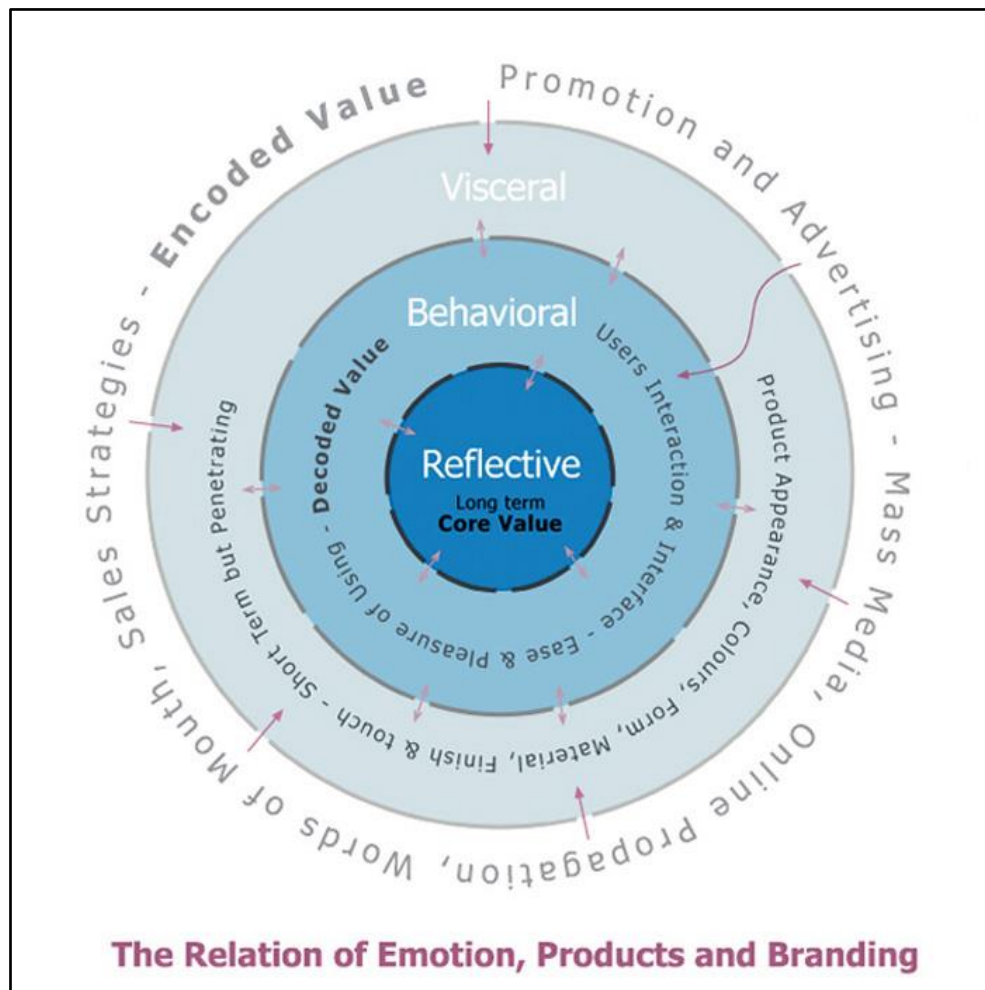 Promotion and Advertising - Mass Media, Online Propagation, Words of Mouth, Sales Strategies - Encoded Value
Visceral
Product Appearance, Colours, Form, Material, Finish & touch - Short Term but Penetrating
Behavioral
Users Interaction & Interface - Ease & Pleasure of Using - Decoded Value
Reflective
Long term
Core Value
The Relation of Emotion, Products and Branding